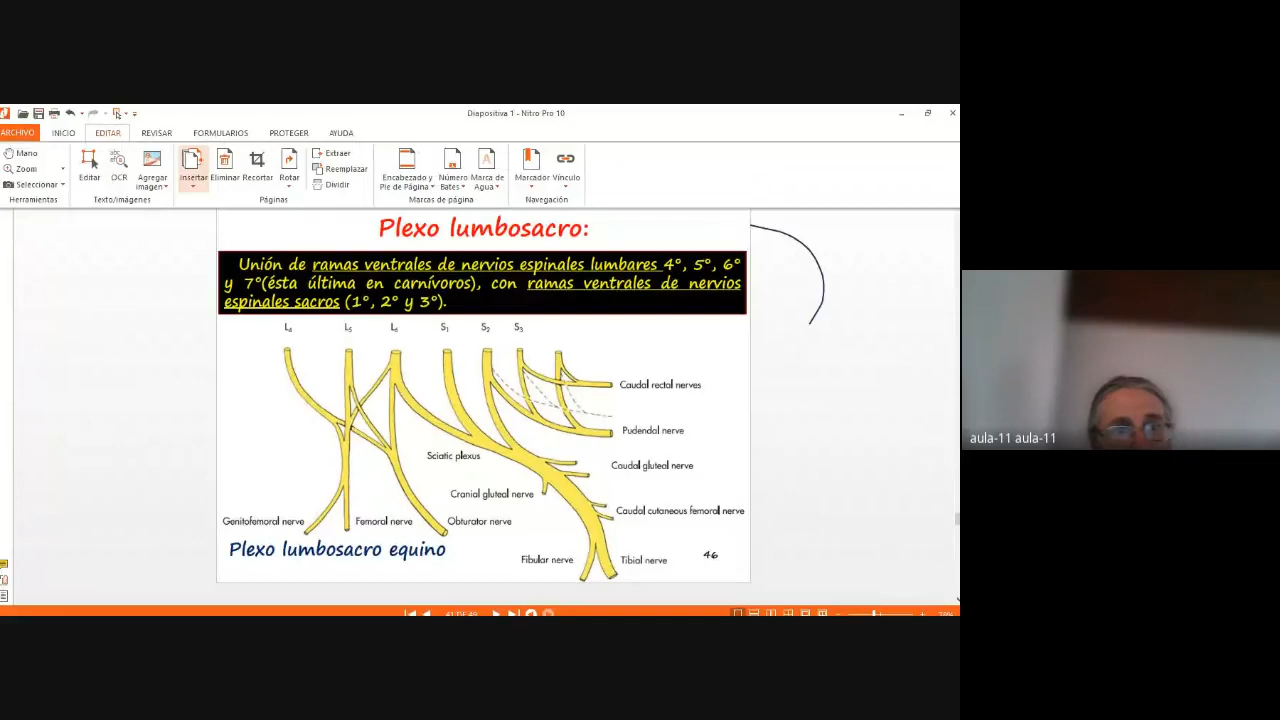 Diapositiva 1 - Nitro Pro 10
ARCHIVO INICIO EDITAR REVISAR FORMULARIOS PROTEGER AYUDA
Mano
Zoom
Seleccionar
Herramientas
Editar
OCR
Agregar imagen
Texto/imágenes
Insertar
Eliminar
Recortar
Rotar
Extraer
Reemplazar
Dividir
Páginas
Encabezado y Pie de Página
Número Bates
Marca de Agua
Marcas de página
Marcador
Vínculo
Navegación
Plexo lumbosacro:
Unión de ramas ventrales de nervios espinales lumbares 4°, 5°, 6°
y 7°(ésta última en carnívoros), con ramas ventrales de nervios
espinales sacros (1°, 2° y 3°).
L4 L5 L6 S1 S2 S3
Caudal rectal nerves
Pudendal nerve
Sciatic plexus
Caudal gluteal nerve
Cranial gluteal nerve
Caudal cutaneous femoral nerve
Genitofemoral nerve
Femoral nerve
Obturator nerve
Plexo lumbosacro equino
Fibular nerve
Tibial nerve
46
aula-11 aula-11